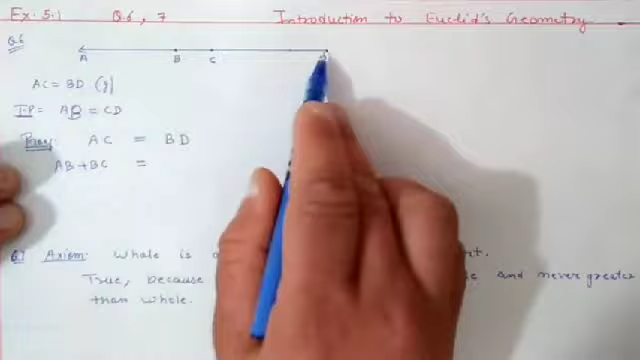 Ex. 5.1 Q.6, 7 Introduction to Euclid's Geometry
Q.6
A B C
AC = BD (g)
T.P = AB = CD
Proof: AC = BD
AB + BC =
Q7 Axiom: Whole is
True, because and never greater
than whole.